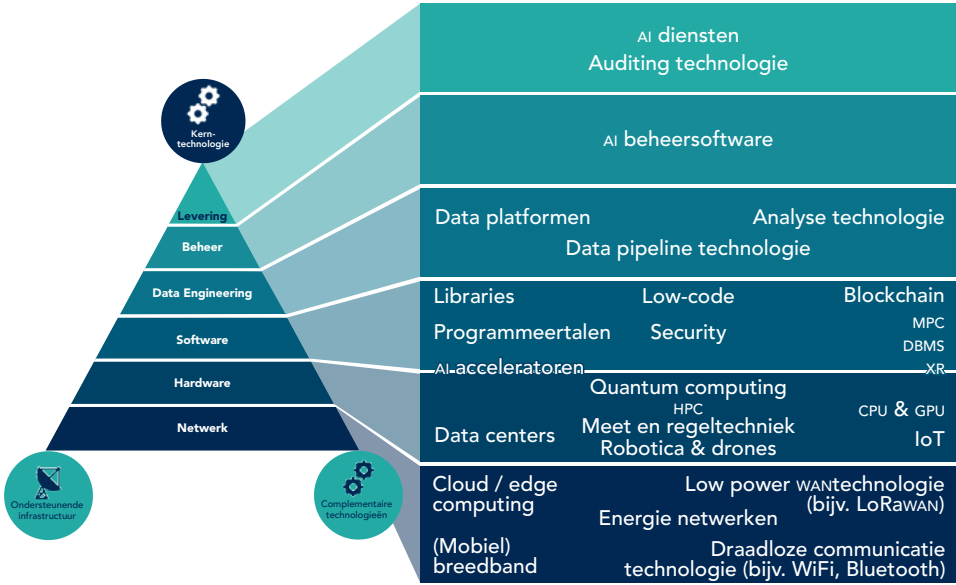 Kern-
technologie
Levering
Beheer
Data Engineering
Software
Hardware
Netwerk
Ondersteunende
infrastructuur
Complementaire
technologieën
AI diensten
Auditing technologie
AI beheersoftware
Data platformen
Analyse technologie
Data pipeline technologie
Libraries
Low-code
Blockchain
Programmeertalen
Security
MPC
DBMS
AI acceleratoren
XR
Quantum computing
HPC
CPU & GPU
Data centers
Meet en regeltechniek
IoT
Robotica & drones
Cloud / edge
computing
Low power WANtechnologie
(bijv. LoRaWAN)
Energie netwerken
(Mobiel)
breedband
Draadloze communicatie
technologie (bijv. WiFi, Bluetooth)